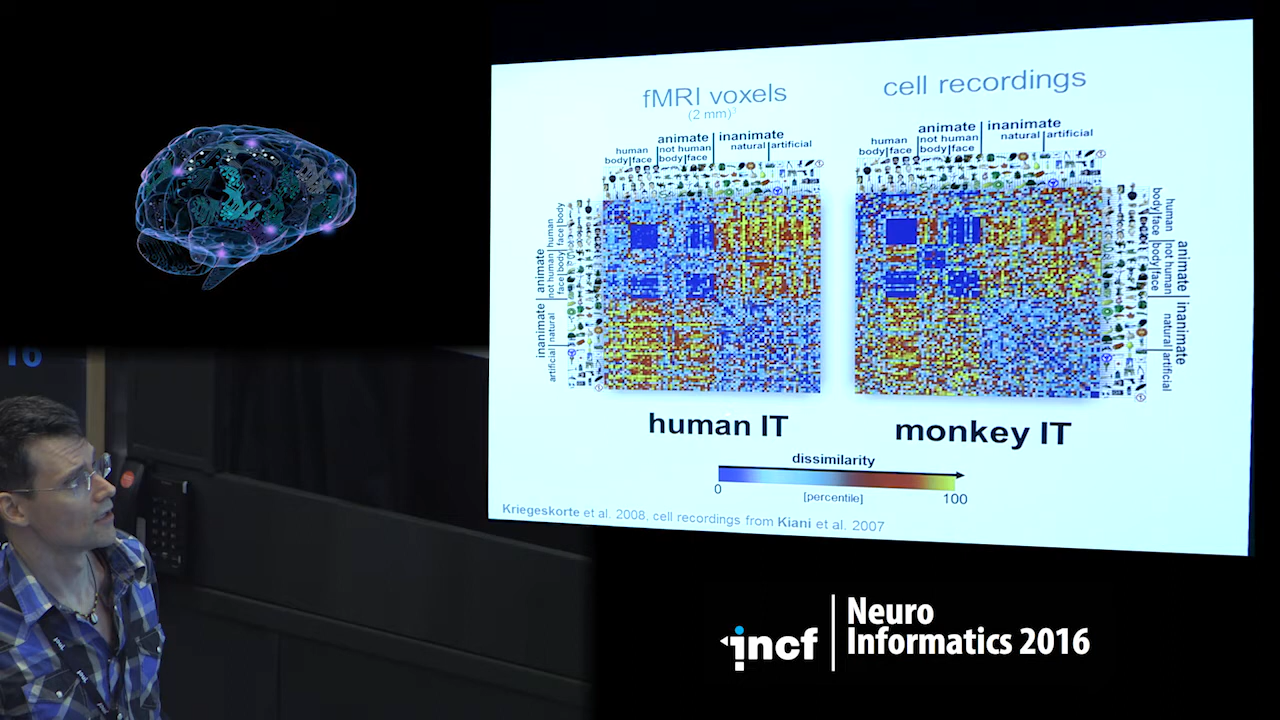 fMRI voxels
(2 mm)³
animate inanimate
human not human natural artificial
body face body face
animate inanimate
human not human natural artificial
body face body face
cell recordings
animate inanimate
human not human natural artificial
body face body face
human not human natural artificial
body face body face
animate inanimate
human IT
monkey IT
dissimilarity
0 100
[percentile]
Kriegeskorte et al. 2008, cell recordings from Kiani et al. 2007
16
incf
Neuro
Informatics 2016